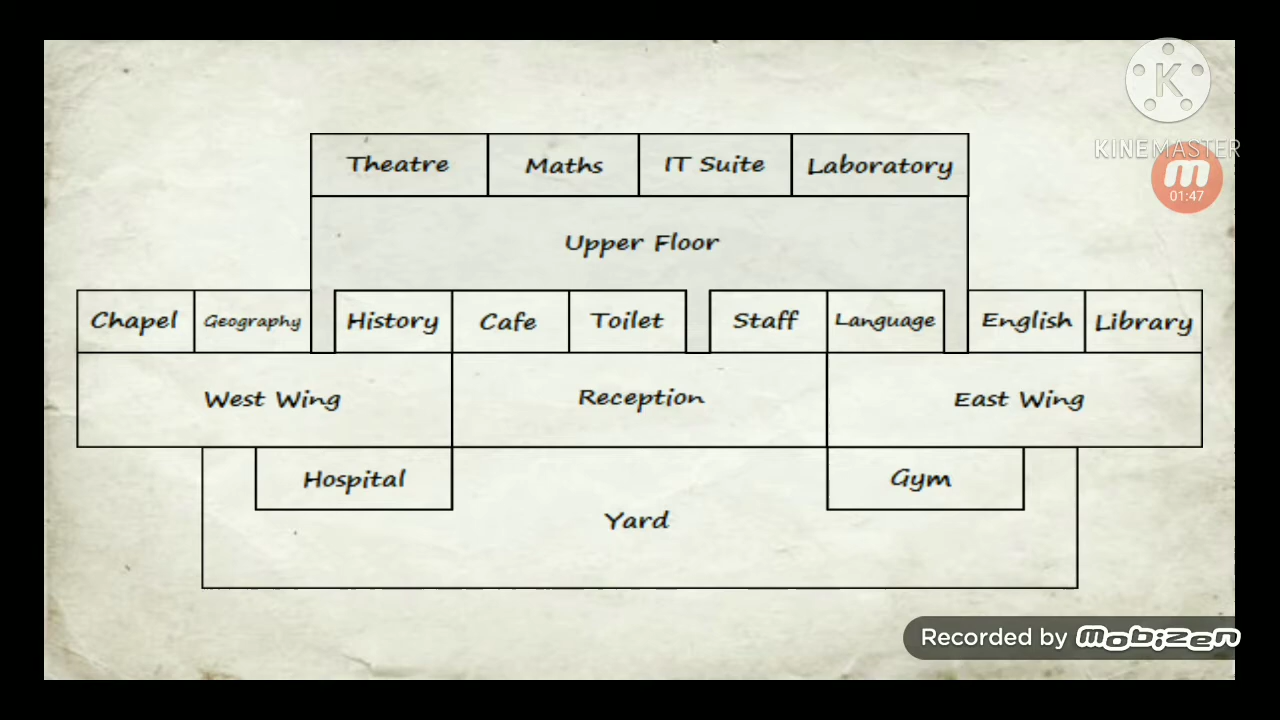 K
KINEMASTER
01:47
Theatre Maths IT Suite Laboratory
Upper Floor
Chapel Geography History Cafe Toilet Staff Language English Library
West Wing Reception East Wing
Hospital Gym
Yard
Recorded by mobizen